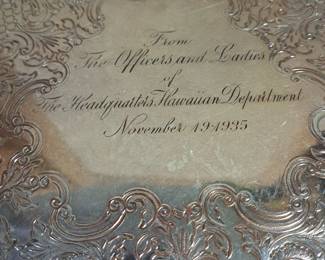 From
The Officers and Ladies
of
The Headquarters Hawaiian Department
November 19-1935